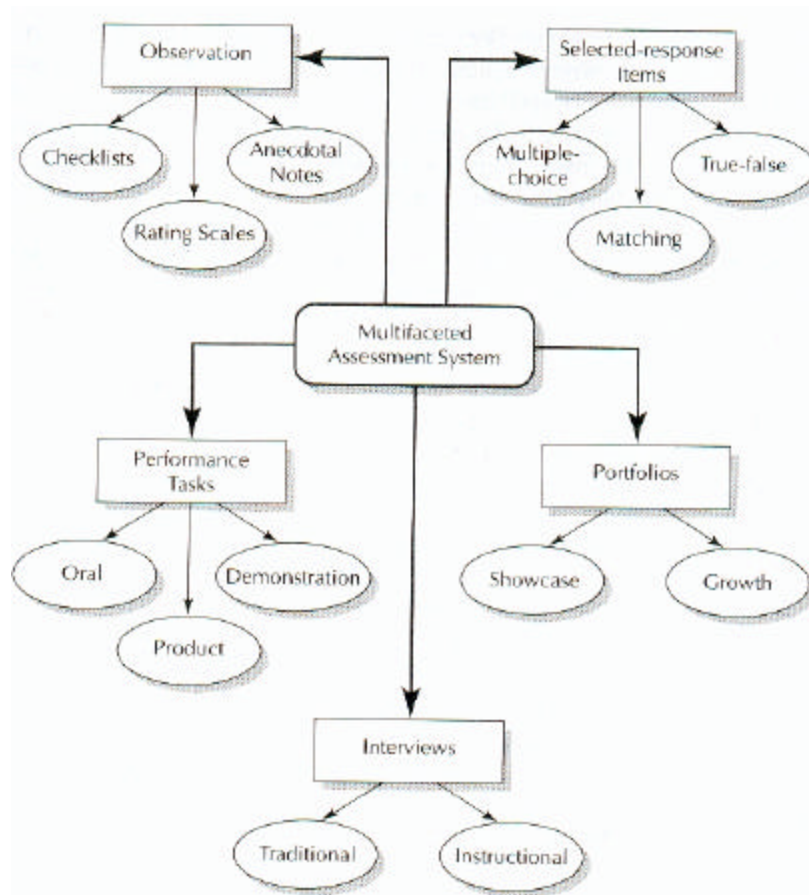 Observation
Selected-response
Items
Checklists
Anecdotal
Notes
Rating Scales
Multiple-
choice
True-false
Matching
Multifaceted
Assessment System
Performance
Tasks
Portfolios
Oral
Demonstration
Product
Showcase
Growth
Interviews
Traditional
Instructional